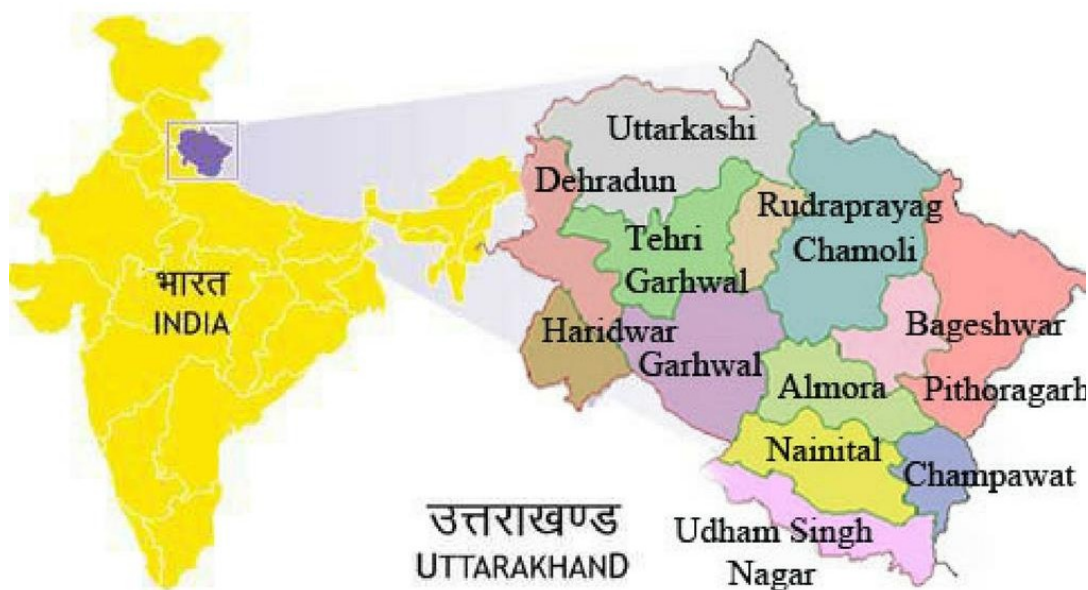 भारत
INDIA
उत्तराखण्ड
UTTARAKHAND
Uttarkashi
Dehradun
Rudraprayag
Tehri
Garhwal
Chamoli
Haridwar
Garhwal
Bageshwar
Almora
Pithoragarh
Nainital
Champawat
Udham Singh
Nagar